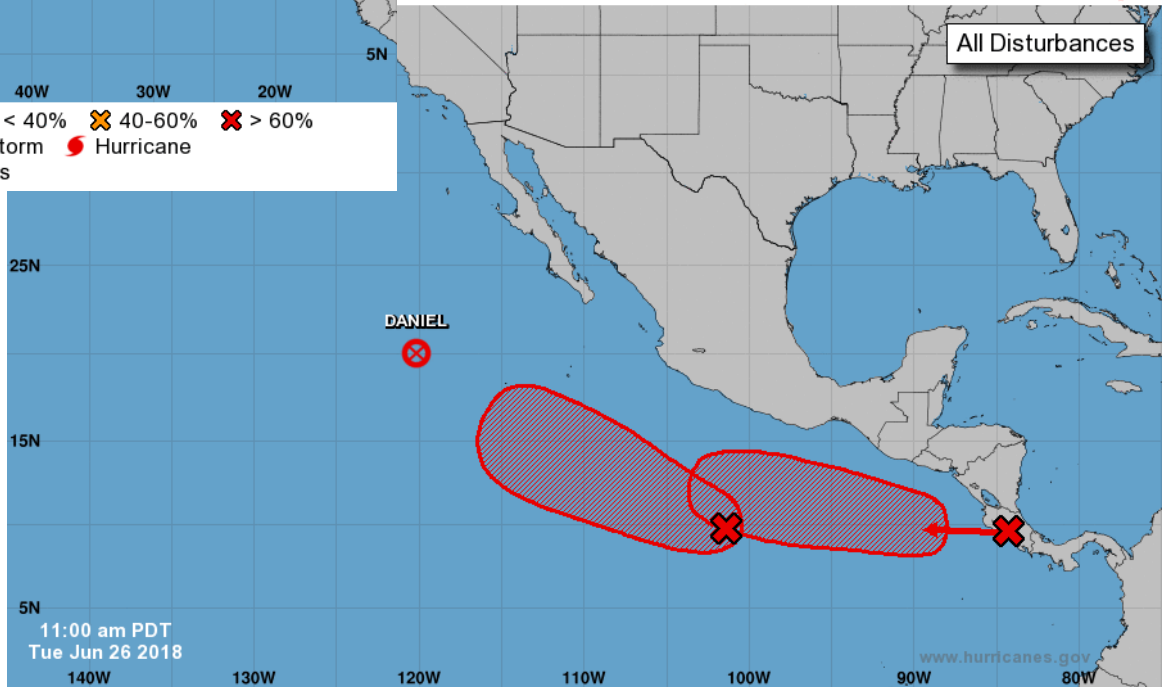 All Disturbances
5N
40W 30W 20W
< 40% 40-60% > 60%
torm Hurricane
s
25N
DANIEL
15N
5N
11:00 am PDT
Tue Jun 26 2018
www.hurricanes.gov
140W 130W 120W 110W 100W 90W 80W